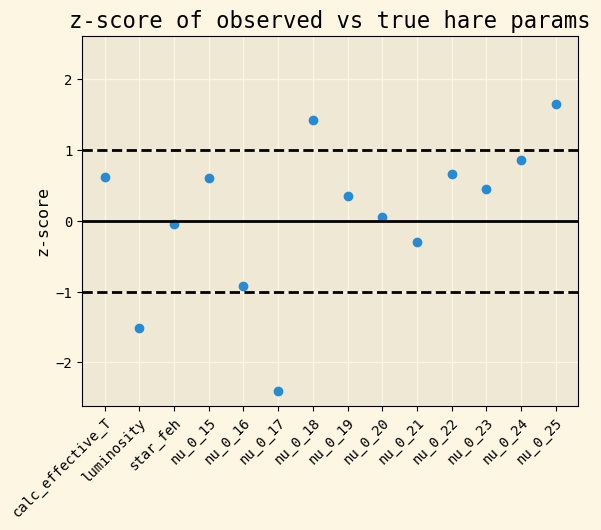 z-score of observed vs true hare params
z-score
2
1
0
−1
−2
calc_effective_T
luminosity
star_feh
nu_0_15
nu_0_16
nu_0_17
nu_0_18
nu_0_19
nu_0_20
nu_0_21
nu_0_22
nu_0_23
nu_0_24
nu_0_25